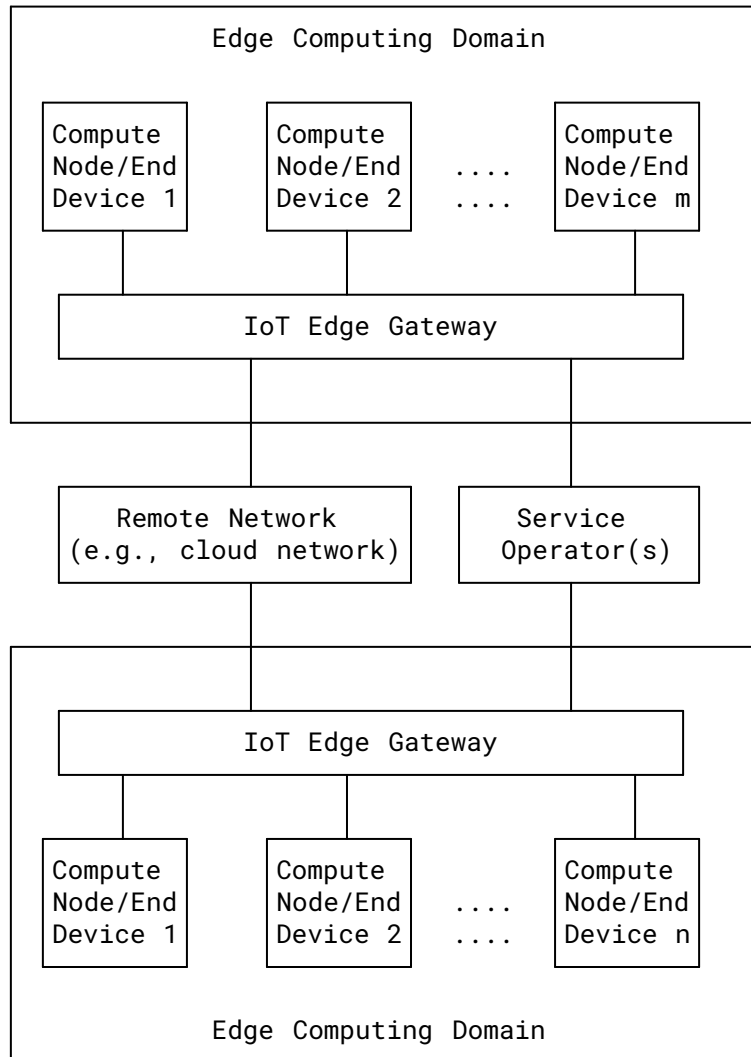 Edge Computing Domain
Compute
Node/End
Device 1
Compute
Node/End
Device 2
....
....
Compute
Node/End
Device m
IoT Edge Gateway
Remote Network
(e.g., cloud network)
Service
Operator(s)
IoT Edge Gateway
Compute
Node/End
Device 1
Compute
Node/End
Device 2
....
....
Compute
Node/End
Device n
Edge Computing Domain